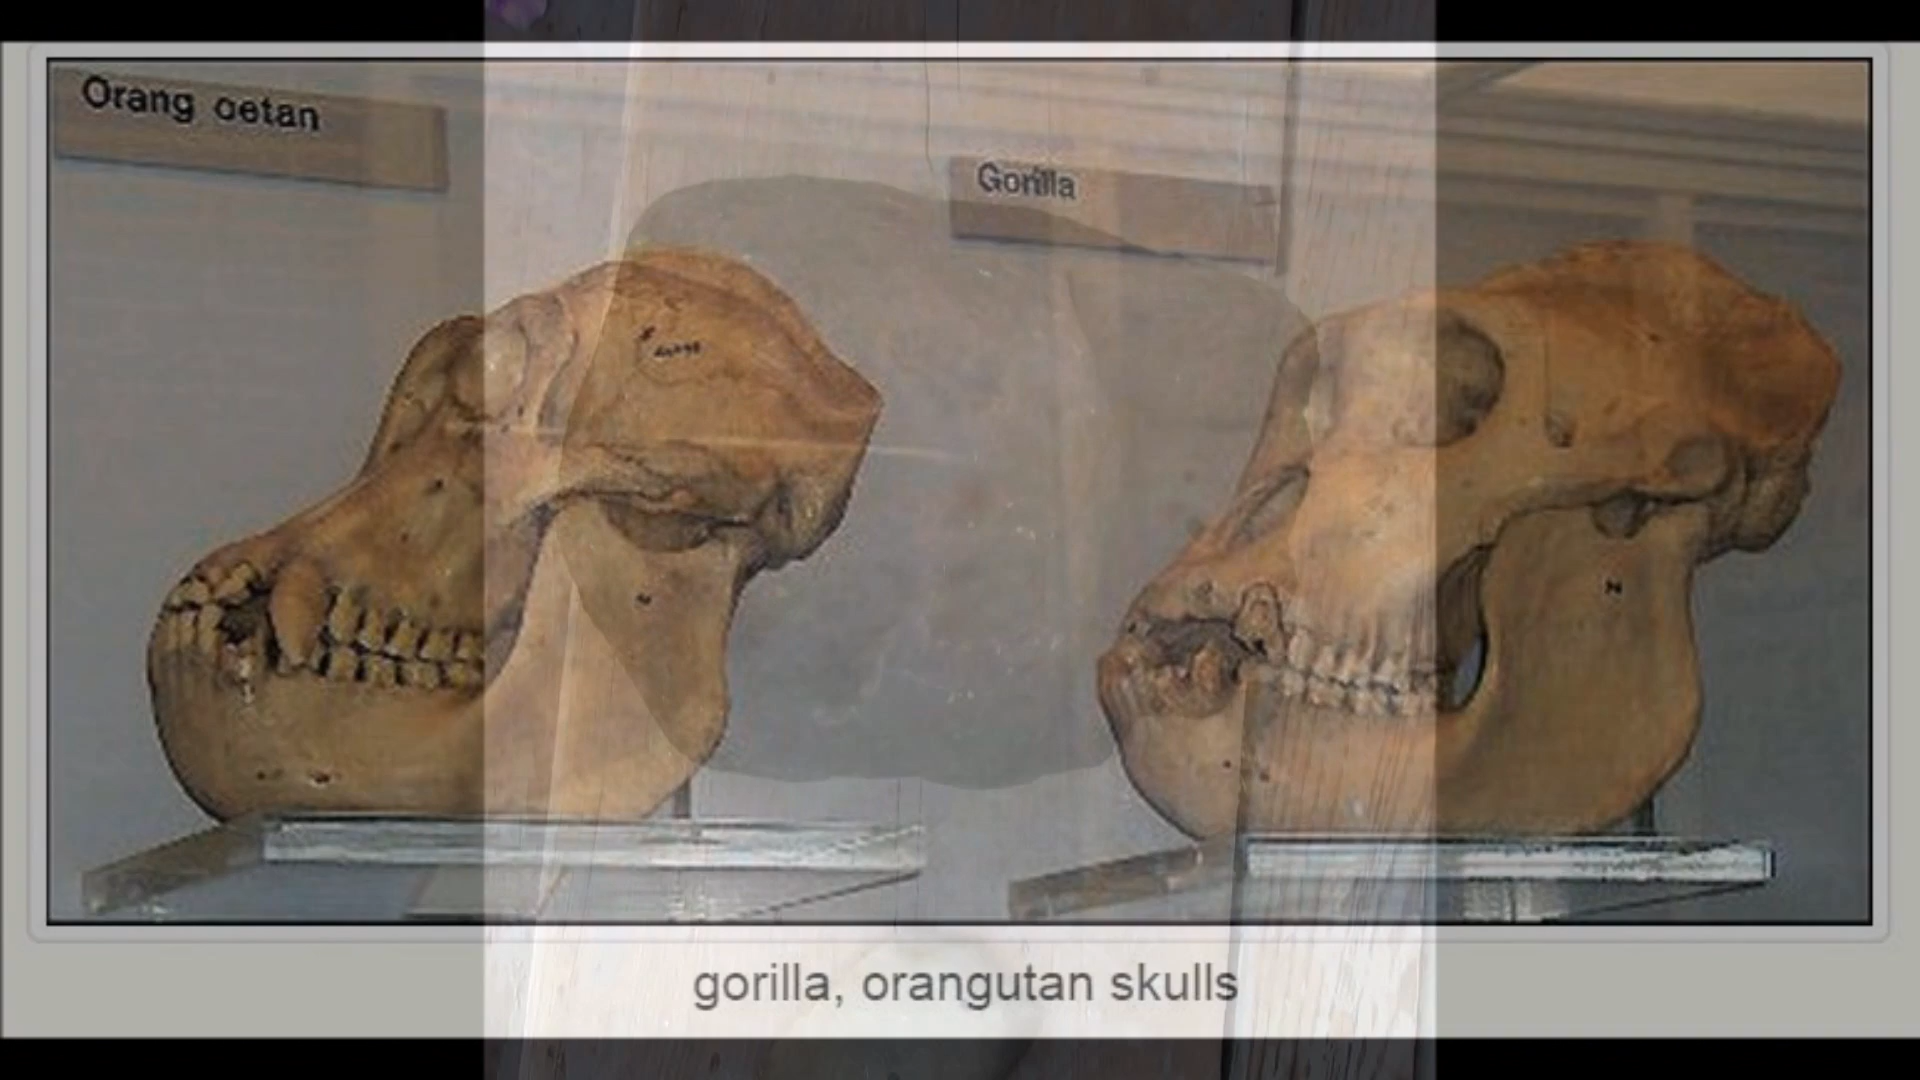 Orang oetan
Gorilla
N
N
gorilla, orangutan skulls